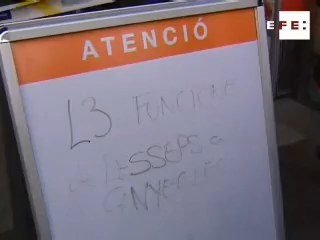 EFE:
ATENCIÓ
L3 FUNCIONA
de LESSEPS a
CANYELLES